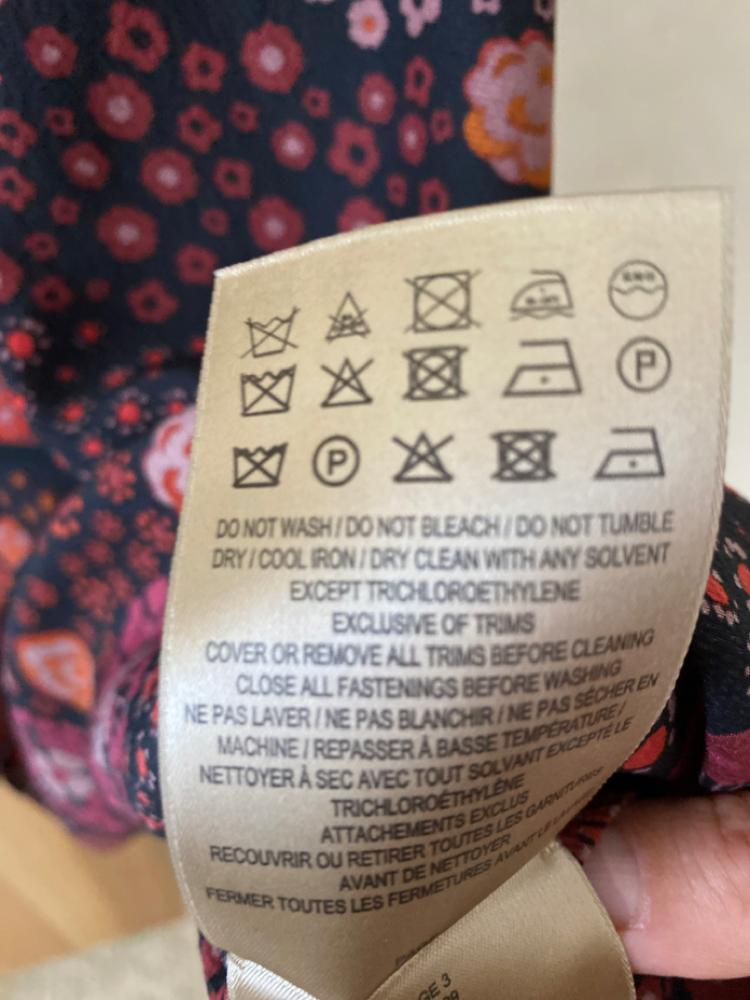 P
P
DO NOT WASH / DO NOT BLEACH / DO NOT TUMBLE
DRY / COOL IRON / DRY CLEAN WITH ANY SOLVENT
EXCEPT TRICHLOROETHYLENE
EXCLUSIVE OF TRIMS
COVER OR REMOVE ALL TRIMS BEFORE CLEANING
CLOSE ALL FASTENINGS BEFORE WASHING
NE PAS LAVER / NE PAS BLANCHIR / NE PAS SÉCHER EN
MACHINE / REPASSER À BASSE TEMPÉRATURE /
NETTOYER À SEC AVEC TOUT SOLVANT EXCEPTÉ LE
TRICHLOROÉTHYLÈNE
ATTACHEMENTS EXCLUS
RECOUVRIR OU RETIRER TOUTES LES GARNITURES
AVANT DE NETTOYER
FERMER TOUTES LES FERMETURES AVANT LE
GE 3